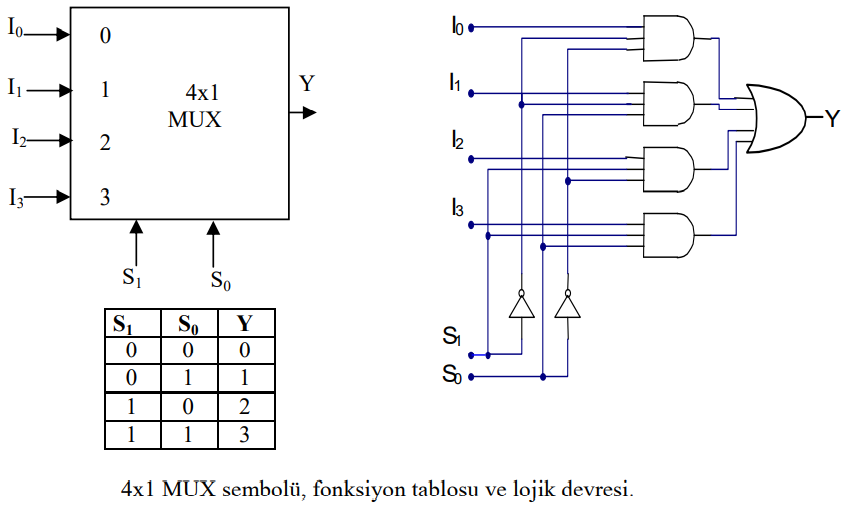 I0
0
I1
1
I2
2
I3
3
4x1
MUX
Y
S1
S0
S1 S0 Y
0 0 0
0 1 1
1 0 2
1 1 3
I0
I1
I2
I3
S1
S0
Y
4x1 MUX sembolü, fonksiyon tablosu ve lojik devresi.